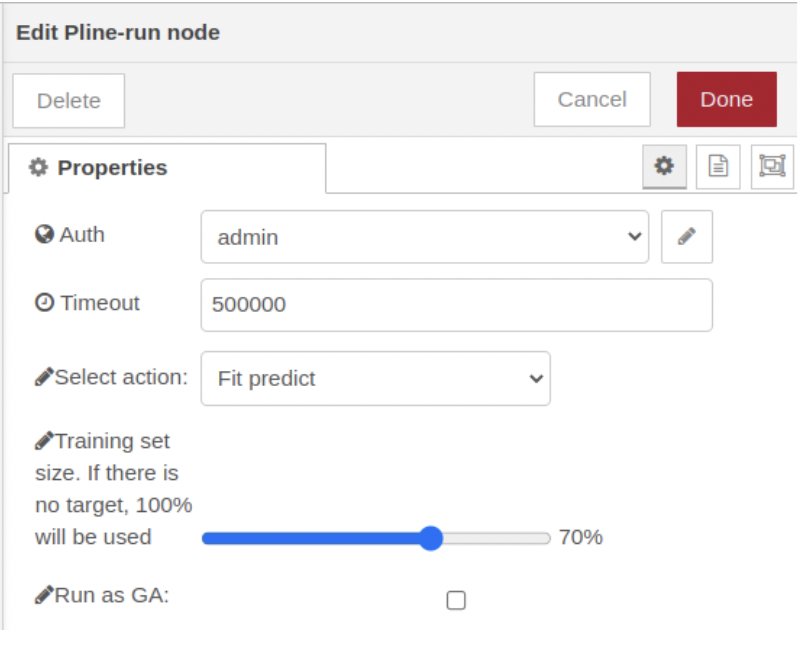 Edit Pline-run node
Delete
Cancel
Done
Properties
Auth
admin
Timeout
500000
Select action:
Fit predict
Training set
size. If there is
no target, 100%
will be used
70%
Run as GA: